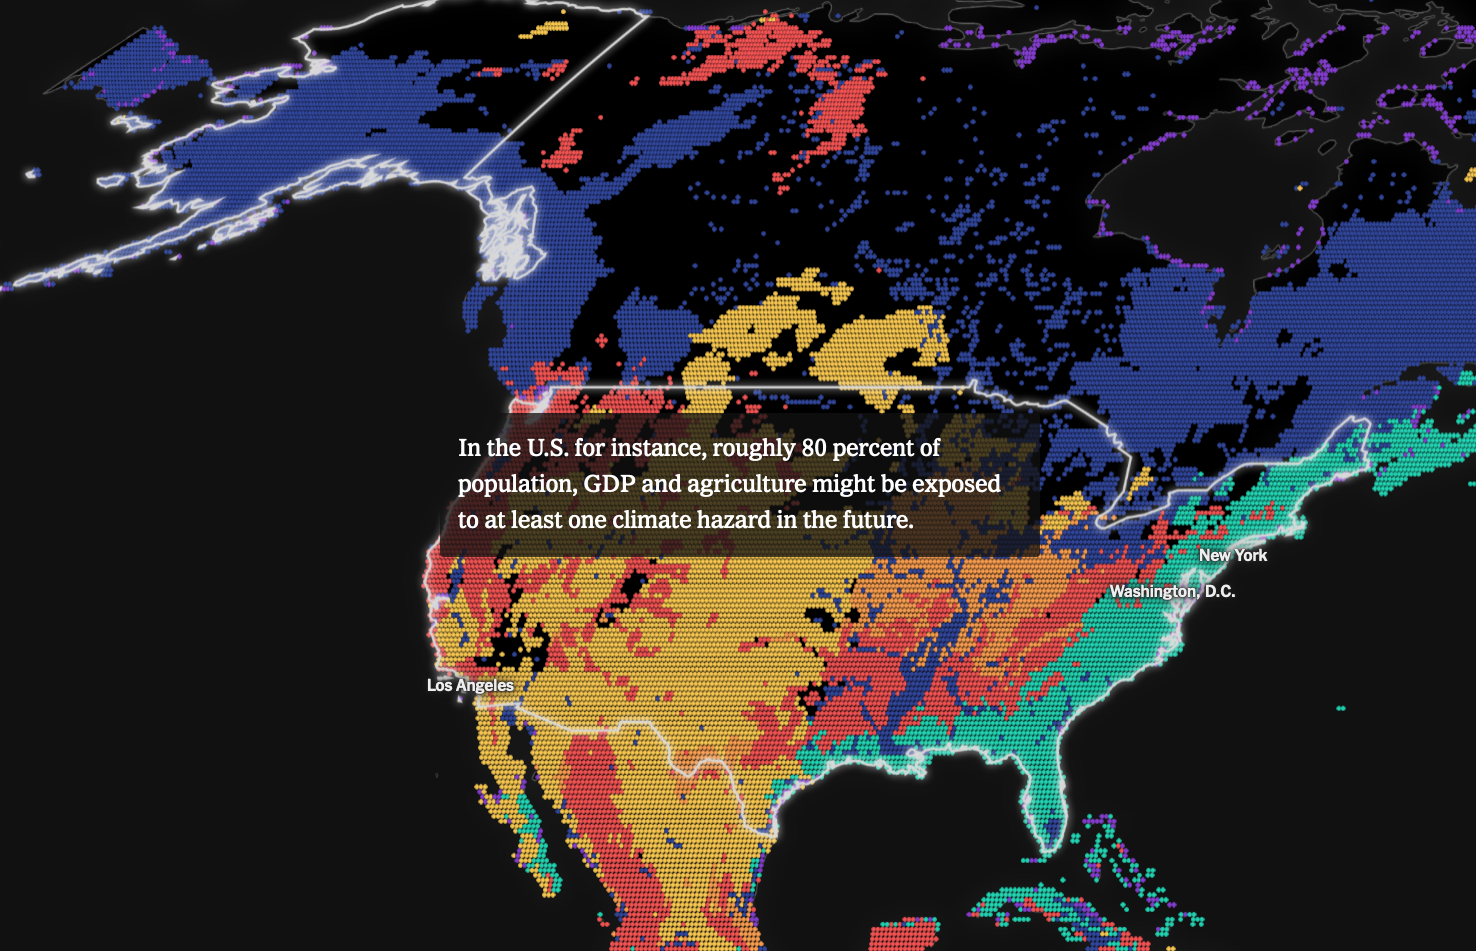 In the U.S. for instance, roughly 80 percent of
population, GDP and agriculture might be exposed
to at least one climate hazard in the future.
New York
Washington, D.C.
Los Angeles